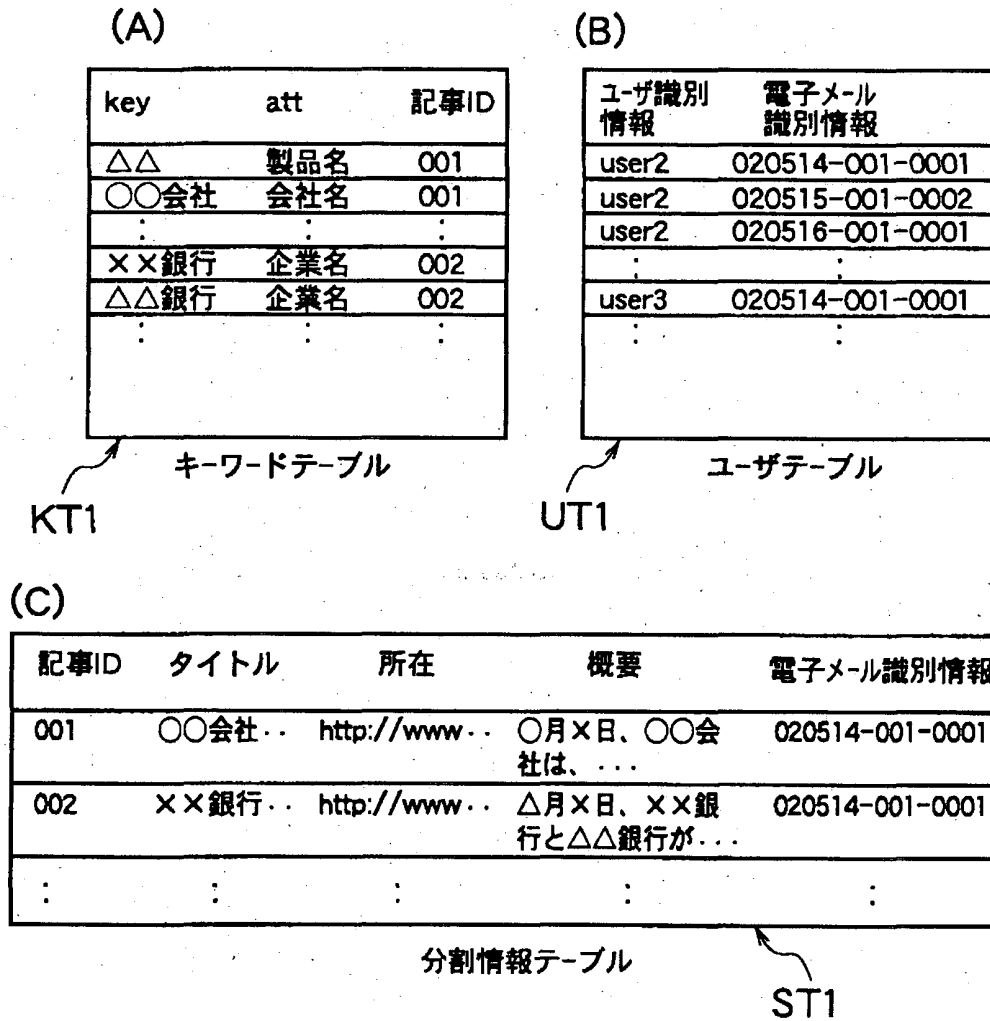 (A)
key att 記事ID
△△ 製品名 001
○○会社 会社名 001
: : :
××銀行 企業名 002
△△銀行 企業名 002
: : :
キーワードテーブル
KT1
(B)
ユーザ識別 電子メール
情報 識別情報
user2 020514-001-0001
user2 020515-001-0002
user2 020516-001-0001
: :
user3 020514-001-0001
: :
ユーザテーブル
UT1
(C)
記事ID タイトル 所在 概要 電子メール識別情報
001 ○○会社‥ http://www‥ ○月×日、○○会 020514-001-0001
社は、・・・
002 ××銀行‥ http://www‥ △月×日、××銀 020514-001-0001
行と△△銀行が・・・
: : : : :
分割情報テーブル
ST1